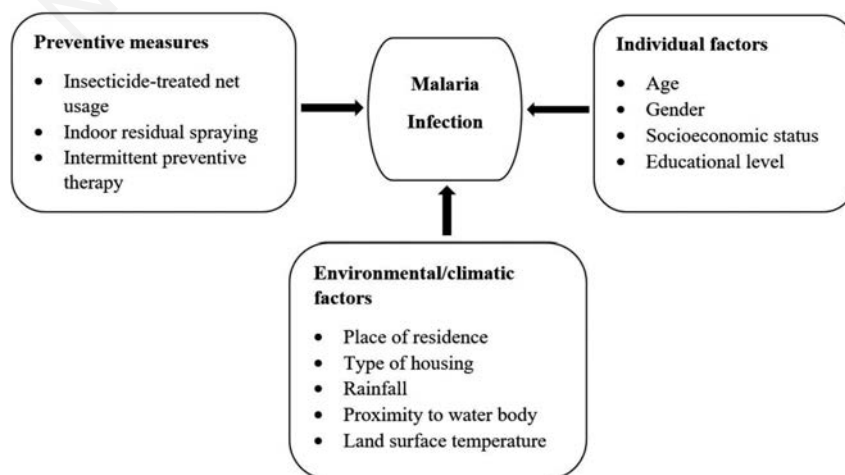 Preventive measures
• Insecticide-treated net
usage
• Indoor residual spraying
• Intermittent preventive
therapy
Malaria
Infection
Individual factors
• Age
• Gender
• Socioeconomic status
• Educational level
Environmental/climatic
factors
• Place of residence
• Type of housing
• Rainfall
• Proximity to water body
• Land surface temperature